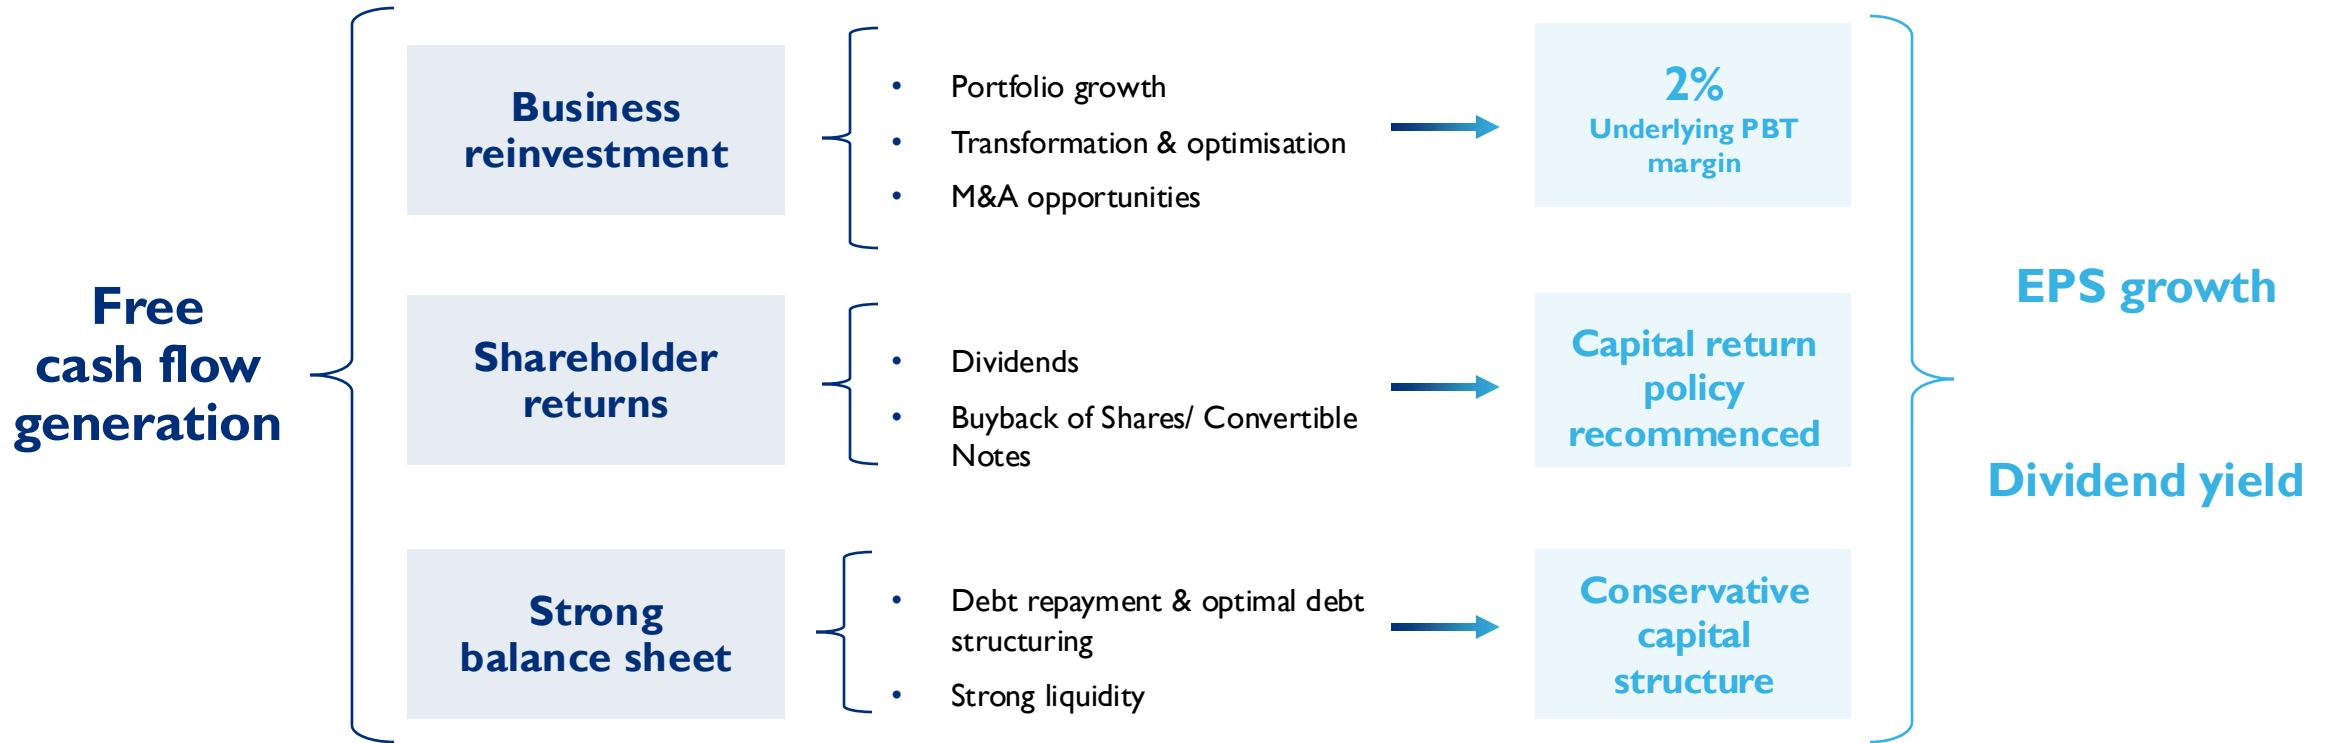 Free
cash flow
generation
Business
reinvestment
• Portfolio growth
• Transformation & optimisation
• M&A opportunities
2%
Underlying PBT
margin
Shareholder
returns
• Dividends
• Buyback of Shares/ Convertible
Notes
Capital return
policy
recommenced
Strong
balance sheet
• Debt repayment & optimal debt
structuring
• Strong liquidity
Conservative
capital
structure
EPS growth
Dividend yield